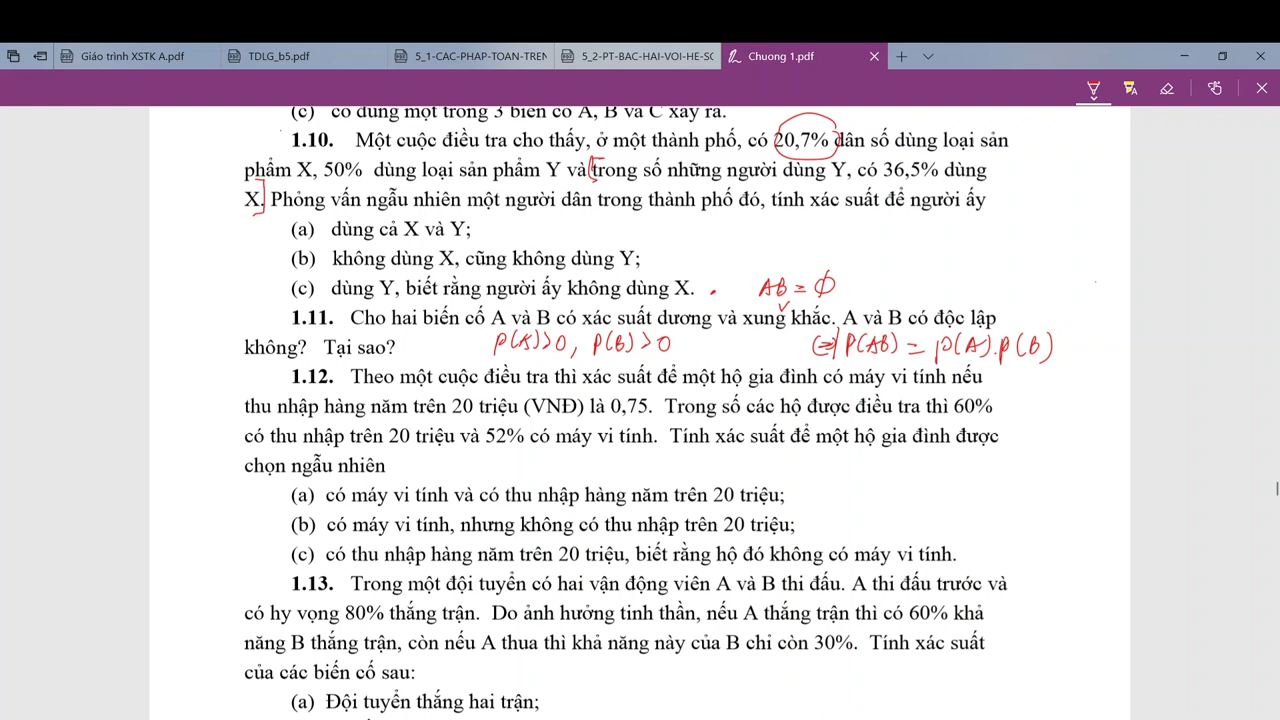 Giáo trình XSTK A.pdf
TDLG_b5.pdf
5_1-CAC-PHAP-TOAN-TREN
5_2-PT-BAC-HAI-VOI-HE-SO
Chuong 1.pdf
(c) có đúng một trong 3 biến cố A, B và C xảy ra.
1.10. Một cuộc điều tra cho thấy, ở một thành phố, có 20,7% dân số dùng loại sản
phẩm X, 50% dùng loại sản phẩm Y và trong số những người dùng Y, có 36,5% dùng
X. Phỏng vấn ngẫu nhiên một người dân trong thành phố đó, tính xác suất để người ấy
(a) dùng cả X và Y;
(b) không dùng X, cũng không dùng Y;
(c) dùng Y, biết rằng người ấy không dùng X.
AB = ϕ
1.11. Cho hai biến cố A và B có xác suất dương và xung khắc. A và B có độc lập
không? Tại sao?
P(A)>0, P(B)>0
(⇒) P(AB) = P(A).P(B)
1.12. Theo một cuộc điều tra thì xác suất để một hộ gia đình có máy vi tính nếu
thu nhập hàng năm trên 20 triệu (VNĐ) là 0,75. Trong số các hộ được điều tra thì 60%
có thu nhập trên 20 triệu và 52% có máy vi tính. Tính xác suất để một hộ gia đình được
chọn ngẫu nhiên
(a) có máy vi tính và có thu nhập hàng năm trên 20 triệu;
(b) có máy vi tính, nhưng không có thu nhập trên 20 triệu;
(c) có thu nhập hàng năm trên 20 triệu, biết rằng hộ đó không có máy vi tính.
1.13. Trong một đội tuyển có hai vận động viên A và B thi đấu. A thi đấu trước và
có hy vọng 80% thắng trận. Do ảnh hưởng tinh thần, nếu A thắng trận thì có 60% khả
năng B thắng trận, còn nếu A thua thì khả năng này của B chỉ còn 30%. Tính xác suất
của các biến cố sau:
(a) Đội tuyển thắng hai trận;